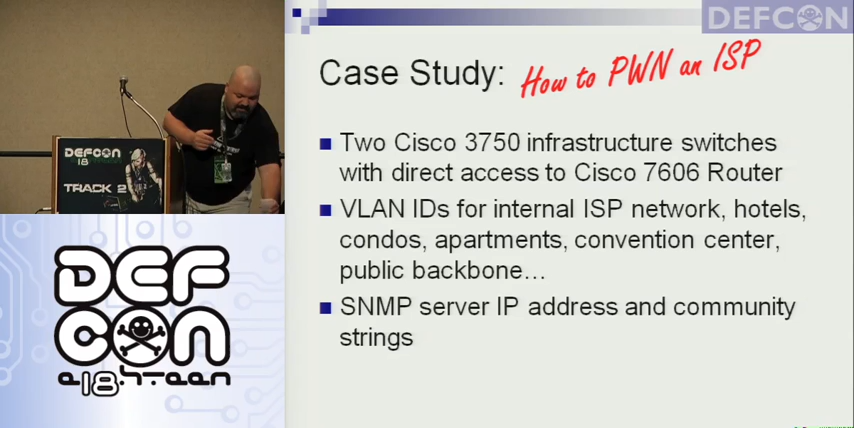 DEFCON
Case Study: How to PWN an ISP
Two Cisco 3750 infrastructure switches
with direct access to Cisco 7606 Router
VLAN IDs for internal ISP network, hotels,
condos, apartments, convention center,
public backbone…
SNMP server IP address and community
strings
DEFCON
18
TRACK 2
DEF
CON